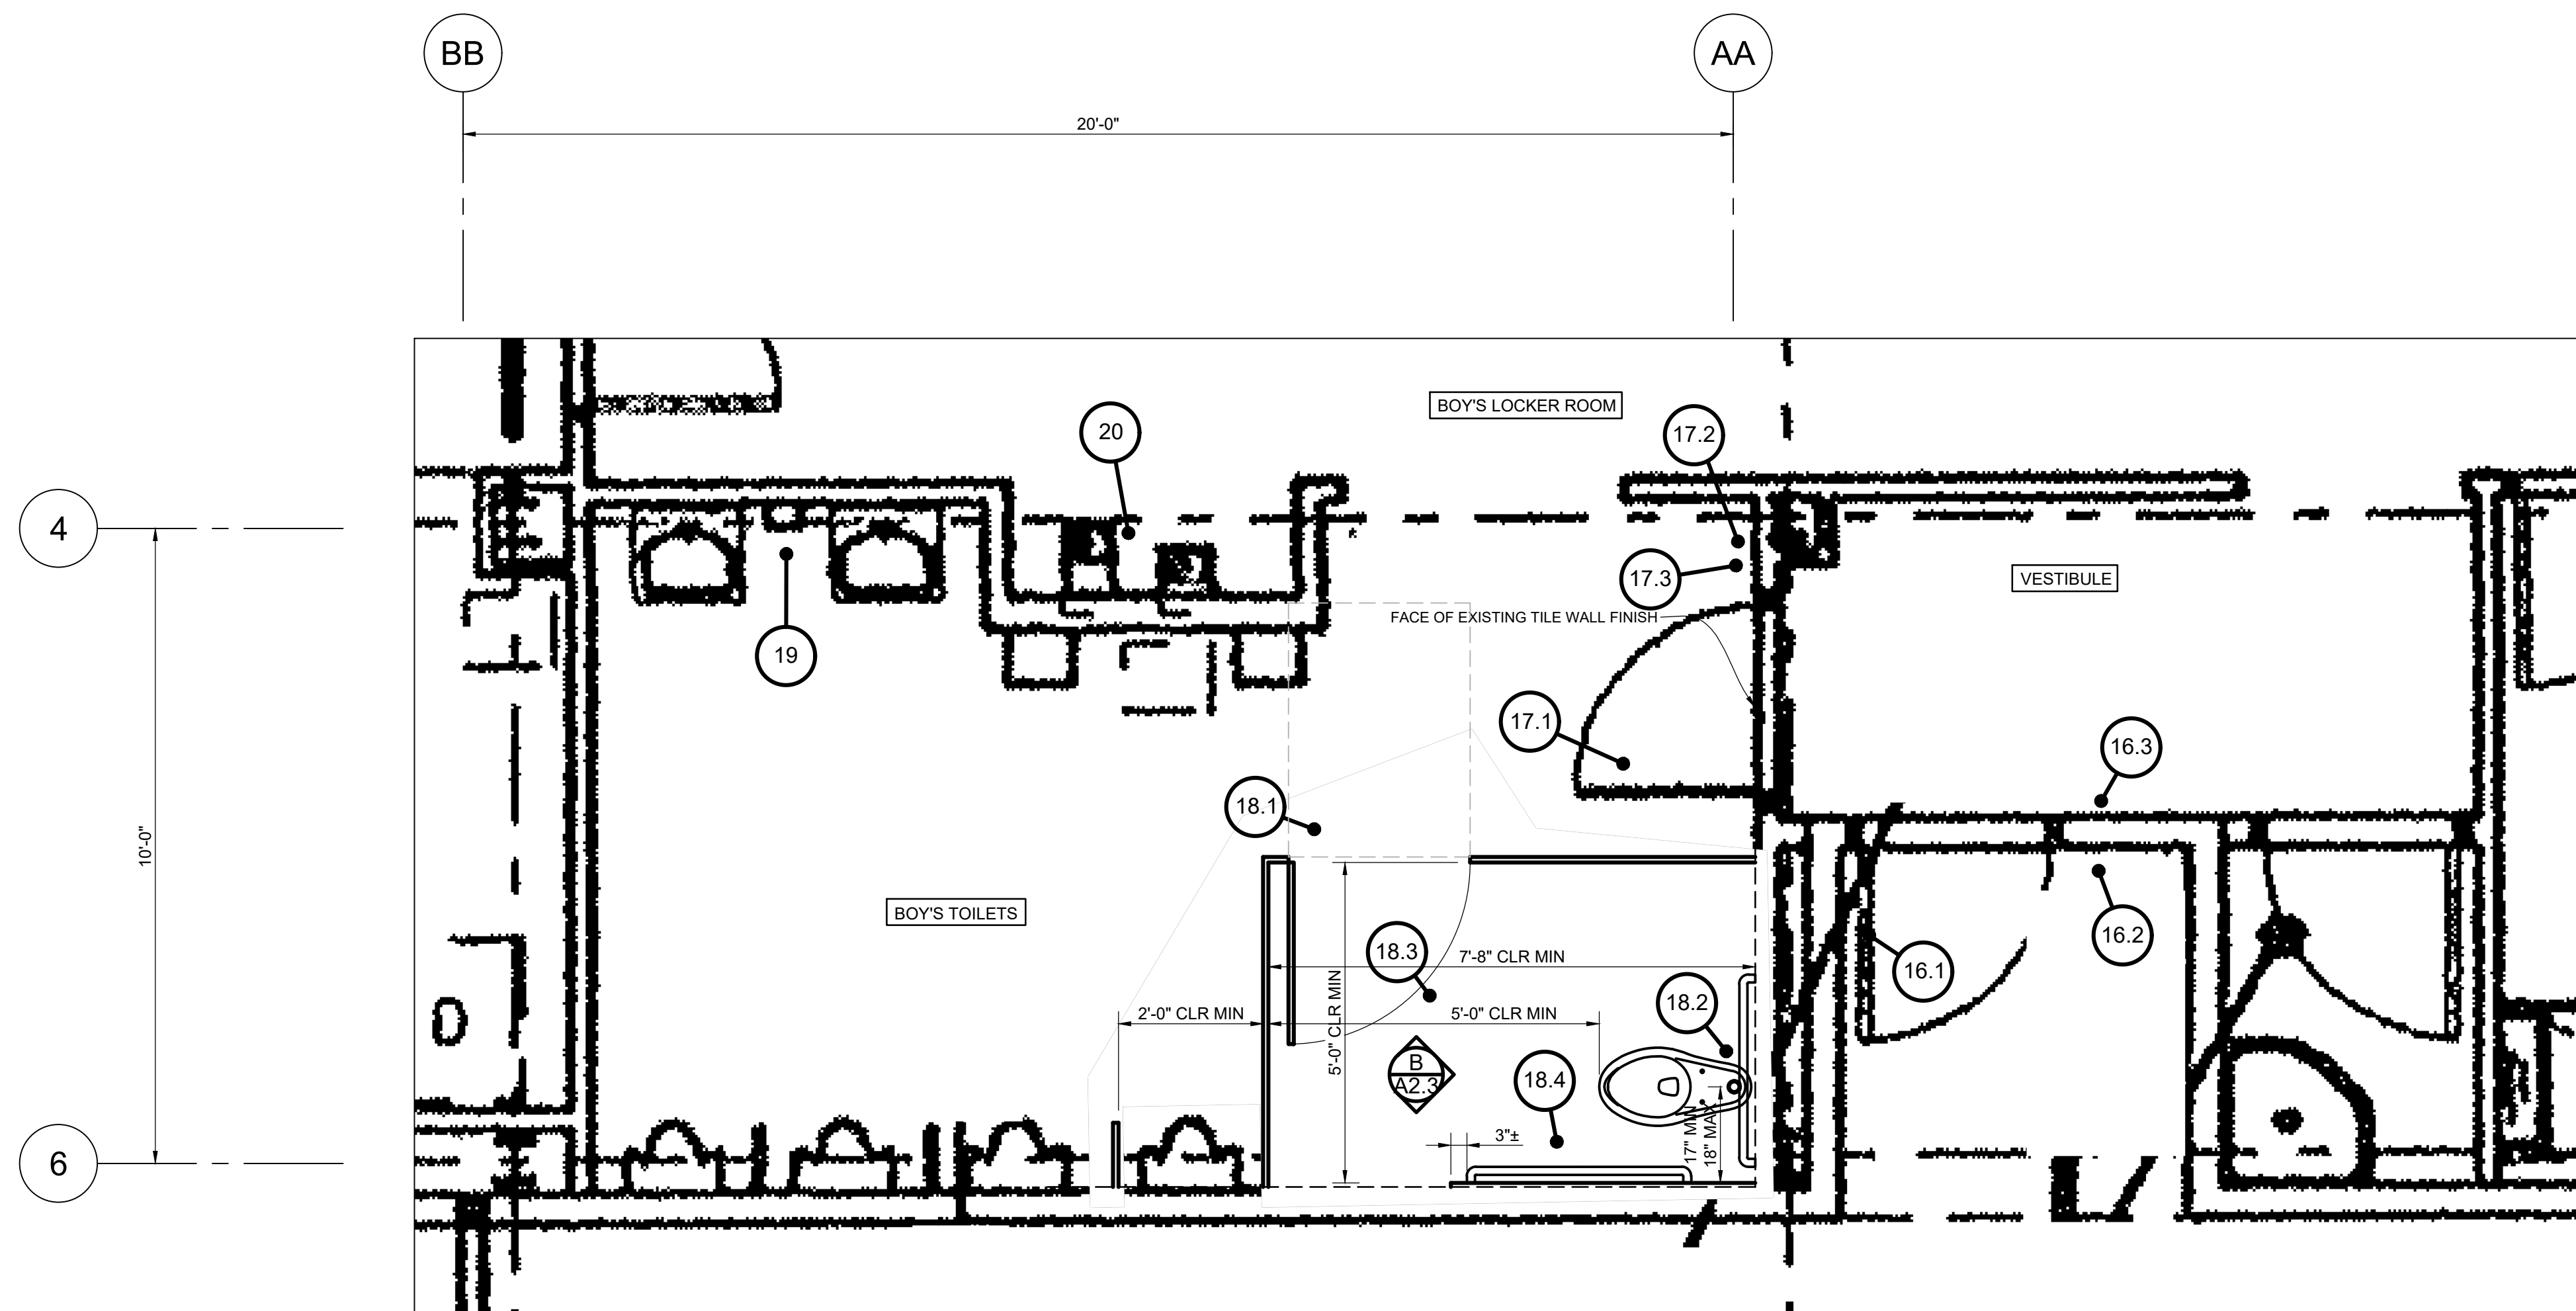 BB
AA
20'-0"
BOY'S LOCKER ROOM
20
17.2
4
17.3
VESTIBULE
FACE OF EXISTING TILE WALL FINISH
19
17.1
16.3
18.1
10'-0"
BOY'S TOILETS
16.2
18.3
7'-8" CLR MIN
16.1
5'-0" CLR MIN
18.2
2'-0" CLR MIN
5'-0" CLR MIN
B
A2.3
18.4
17" MIN
18" MAX
3"±
6